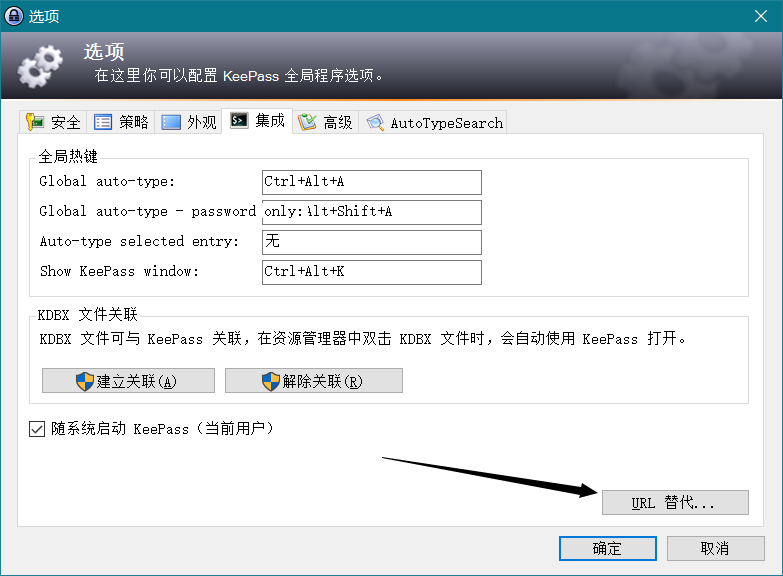 选项
选项
在这里你可以配置 KeePass 全局程序选项。
安全 策略 外观 集成 高级 AutoTypeSearch
全局热键
Global auto-type: Ctrl+Alt+A
Global auto-type - password only: Alt+Shift+A
Auto-type selected entry: 无
Show KeePass window: Ctrl+Alt+K
KDBX 文件关联
KDBX 文件可与 KeePass 关联，在资源管理器中双击 KDBX 文件时，会自动使用 KeePass 打开。
建立关联(A) 解除关联(R)
随系统启动 KeePass（当前用户）
URL 替代...
确定 取消